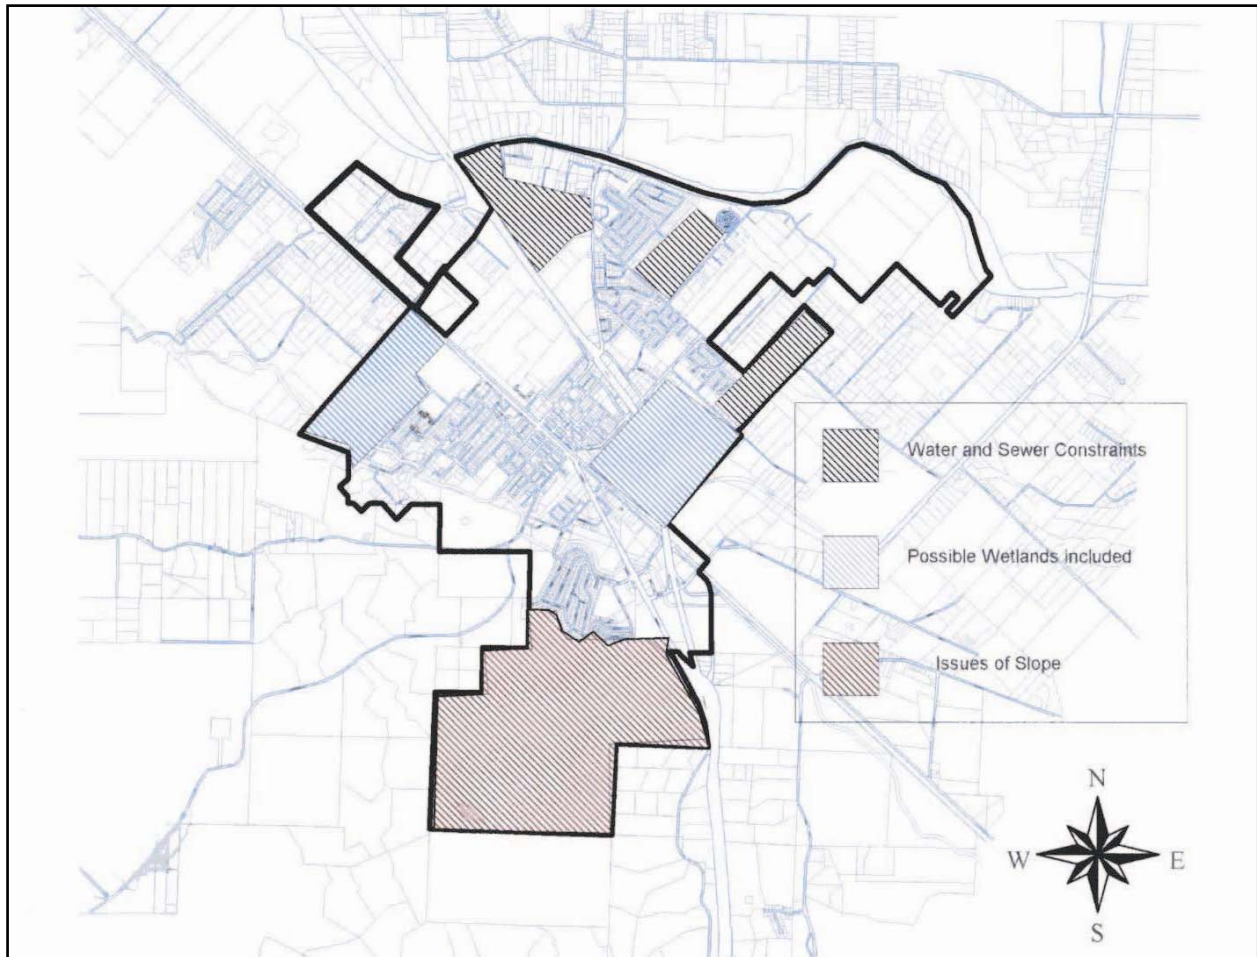 Water and Sewer Constraints
Possible Wetlands included
Issues of Slope
N
W E
S